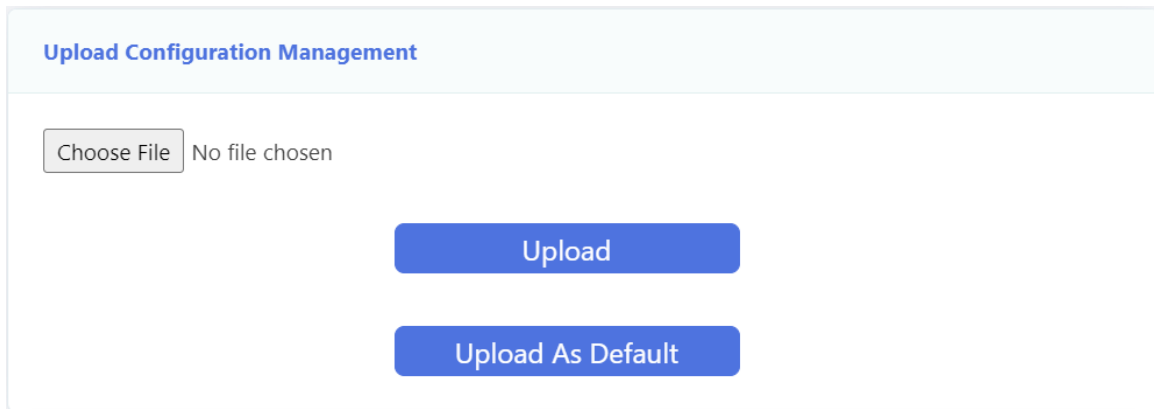 Upload Configuration Management
Choose File No file chosen
Upload
Upload As Default